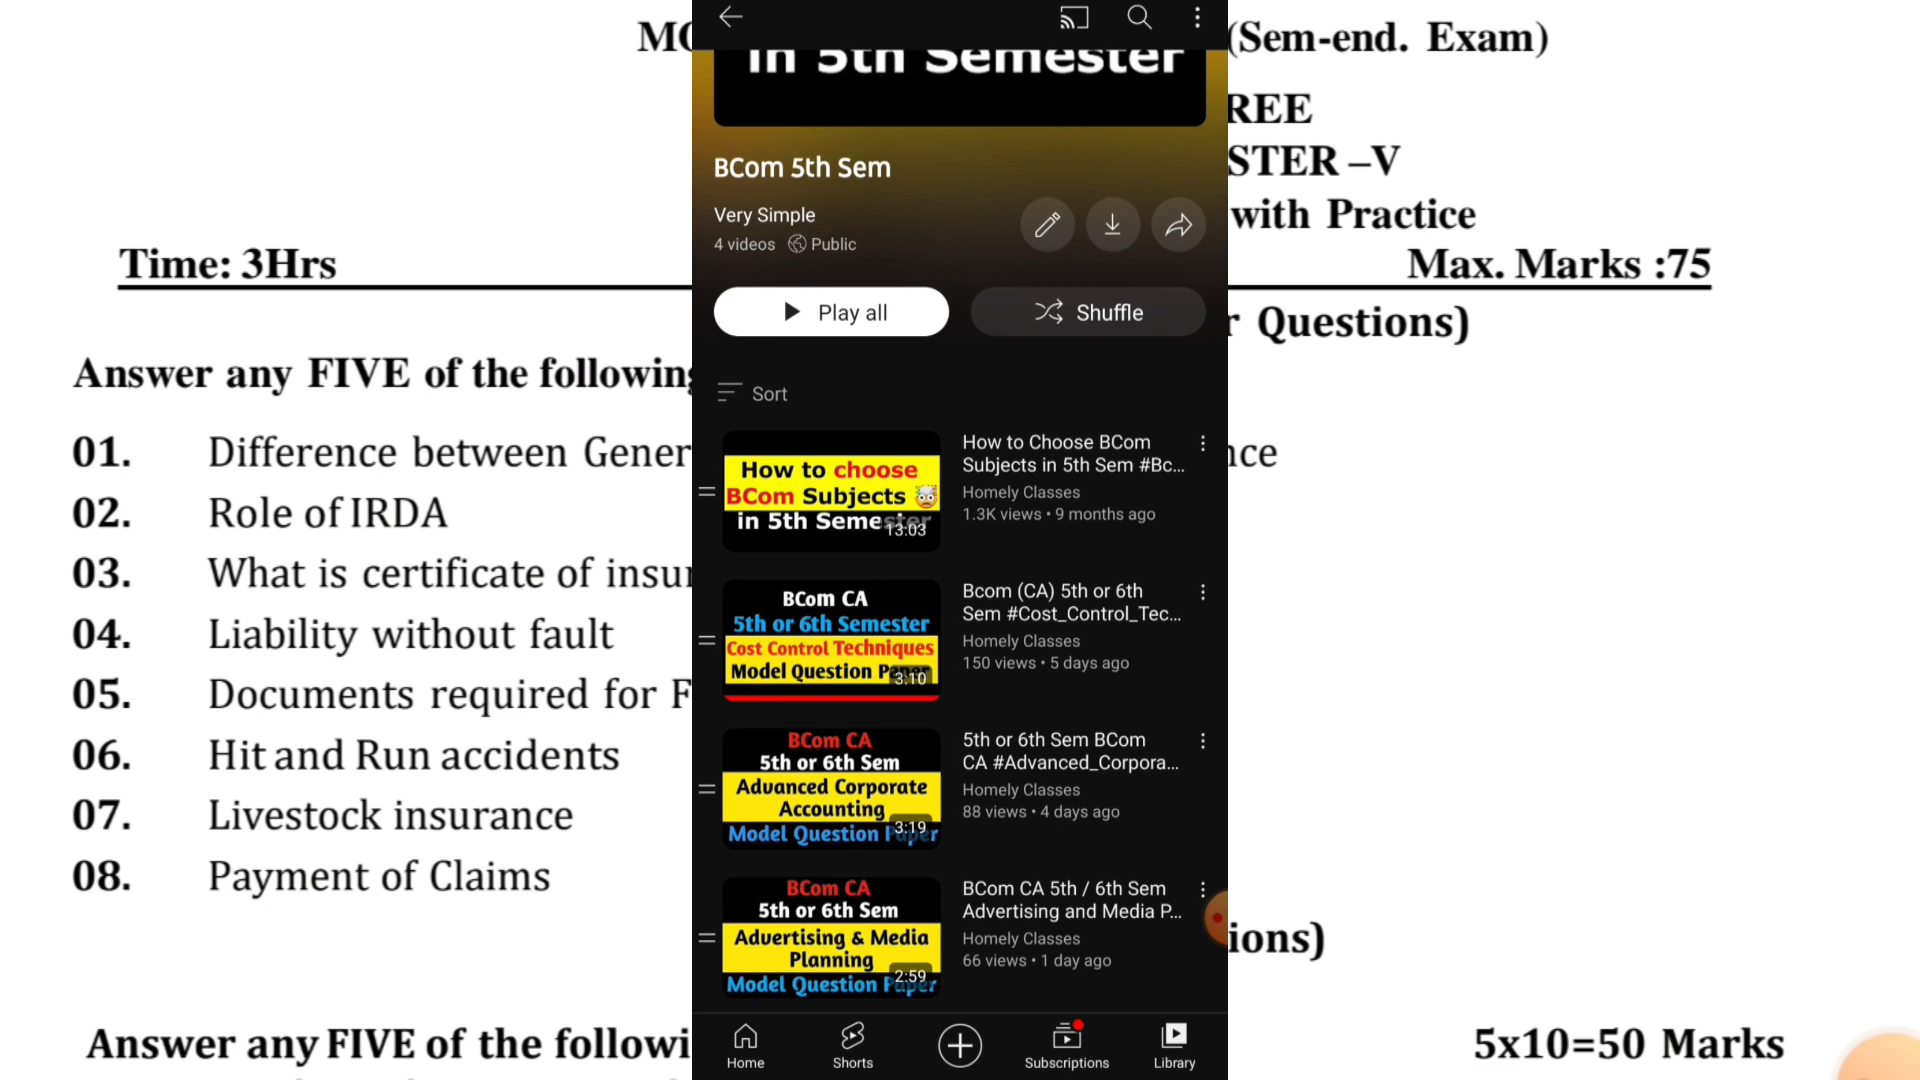 MO
(Sem-end. Exam)
REE
STER –V
with Practice
Time: 3Hrs
Max. Marks :75
Questions)
Answer any FIVE of the following
01. Difference between Gener
nce
02. Role of IRDA
03. What is certificate of insur
04. Liability without fault
05. Documents required for F
06. Hit and Run accidents
07. Livestock insurance
08. Payment of Claims
ions)
Answer any FIVE of the followi
5x10=50 Marks
in 5th Semester
BCom 5th Sem
Very Simple
4 videos Public
Play all
Shuffle
Sort
How to choose
BCom Subjects 🤯
in 5th Semester
13:03
How to Choose BCom
Subjects in 5th Sem #Bc...
Homely Classes
1.3K views • 9 months ago
BCom CA
5th or 6th Semester
Cost Control Techniques
Model Question Paper
3:10
Bcom (CA) 5th or 6th
Sem #Cost_Control_Tec...
Homely Classes
150 views • 5 days ago
BCom CA
5th or 6th Sem
Advanced Corporate
Accounting
Model Question Paper
3:19
5th or 6th Sem BCom
CA #Advanced_Corpora...
Homely Classes
88 views • 4 days ago
BCom CA
5th or 6th Sem
Advertising & Media
Planning
Model Question Paper
2:59
BCom CA 5th / 6th Sem
Advertising and Media P...
Homely Classes
66 views • 1 day ago
Home
Shorts
Subscriptions
Library